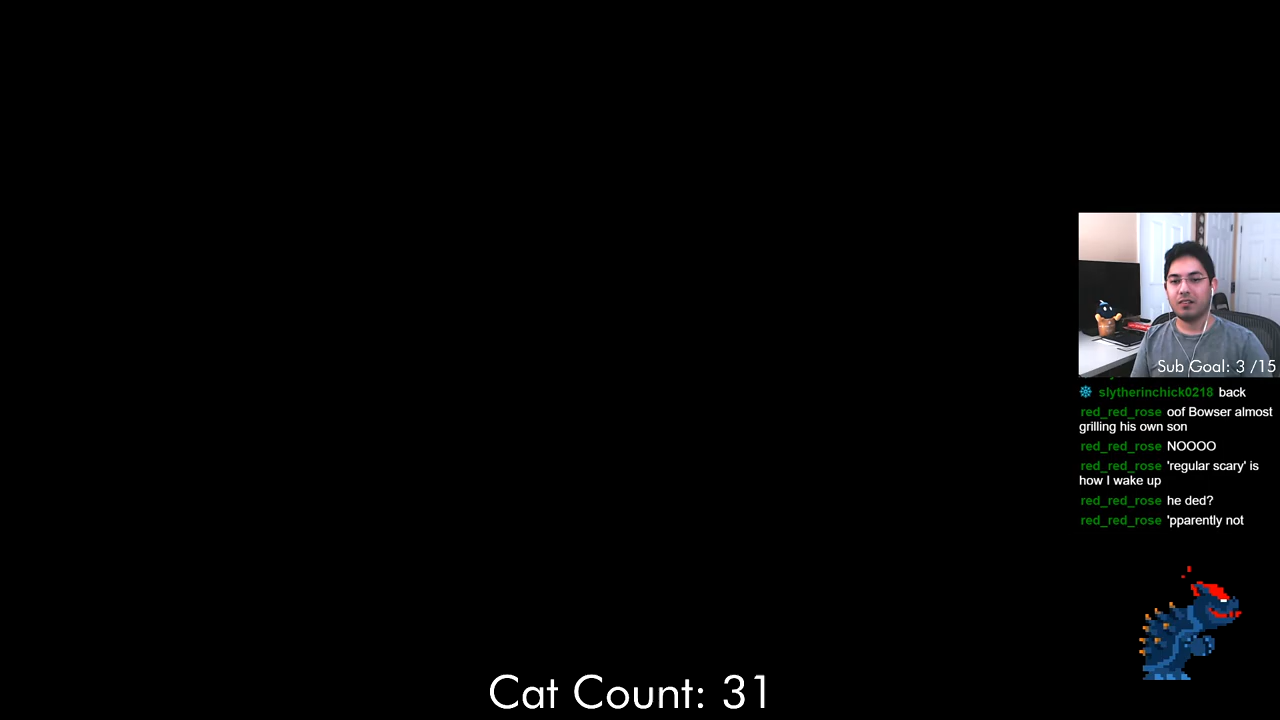 Sub Goal: 3 /15
slytherinchick0218 back
red_red_rose oof Bowser almost
grilling his own son
red_red_rose NOOOO
red_red_rose 'regular scary' is
how I wake up
red_red_rose he ded?
red_red_rose 'pparently not
Cat Count: 31